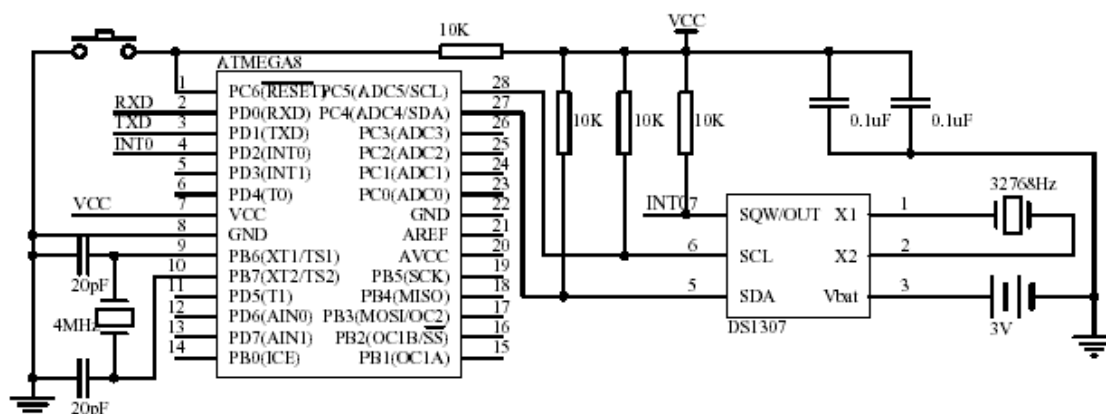 VCC
10K
ATMEGA8
1 PC6(RESET) PC5(ADC5/SCL) 28
RXD 2 PD0(RXD) PC4(ADC4/SDA) 27
TXD 3 PD1(TXD) PC3(ADC3) 26
INT0 4 PD2(INT0) PC2(ADC2) 25
5 PD3(INT1) PC1(ADC1) 24
6 PD4(T0) PC0(ADC0) 23
VCC 7 VCC GND 22
8 GND AREF 21
9 PB6(XT1/TS1) AVCC 20
10 PB7(XT2/TS2) PB5(SCK) 19
11 PD5(T1) PB4(MISO) 18
12 PD6(AIN0) PB3(MOSI/OC2) 17
13 PD7(AIN1) PB2(OC1B/SS) 16
14 PB0(ICE) PB1(OC1A) 15
20pF
4MHz
20pF
10K 10K 10K
0.1uF 0.1uF
32768Hz
INT0 7 SQW/OUT X1 1
6 SCL X2 2
5 SDA Vbat 3
DS1307
3V